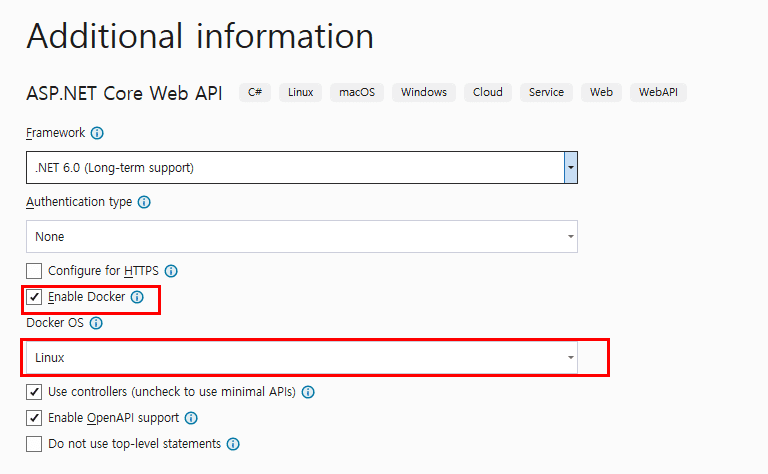 Additional information
ASP.NET Core Web API C# Linux macOS Windows Cloud Service Web WebAPI
Framework
.NET 6.0 (Long-term support)
Authentication type
None
Configure for HTTPS
Enable Docker
Docker OS
Linux
Use controllers (uncheck to use minimal APIs)
Enable OpenAPI support
Do not use top-level statements